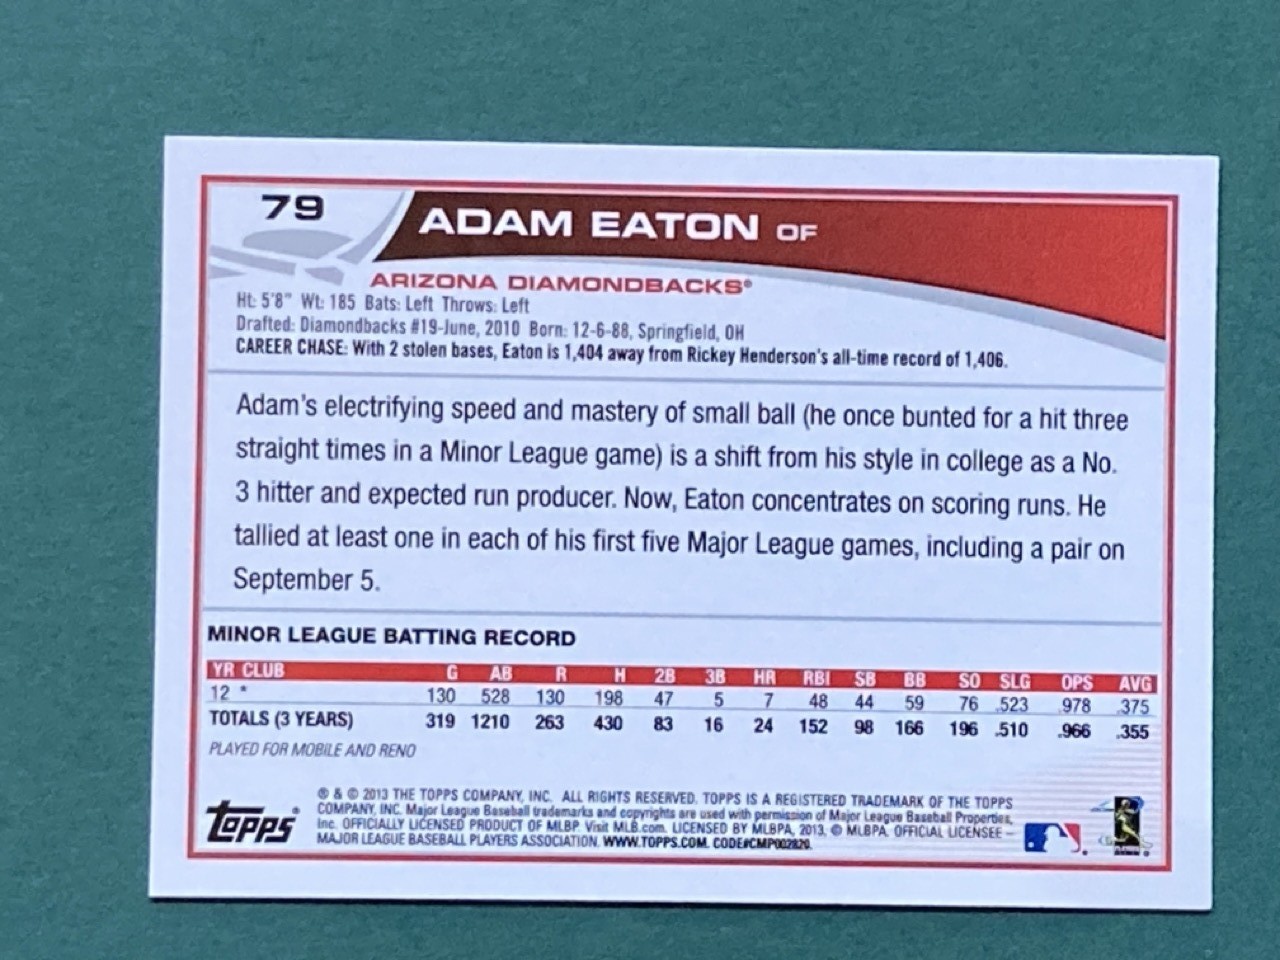 79
ADAM EATON OF
ARIZONA DIAMONDBACKS®
Ht: 5'8" Wt: 185 Bats: Left Throws: Left
Drafted: Diamondbacks #19-June, 2010 Born: 12-6-88, Springfield, OH
CAREER CHASE: With 2 stolen bases, Eaton is 1,404 away from Rickey Henderson's all-time record of 1,406.
Adam's electrifying speed and mastery of small ball (he once bunted for a hit three
straight times in a Minor League game) is a shift from his style in college as a No.
3 hitter and expected run producer. Now, Eaton concentrates on scoring runs. He
tallied at least one in each of his first five Major League games, including a pair on
September 5.
MINOR LEAGUE BATTING RECORD
YR CLUB G AB R H 2B 3B HR RBI SB BB SO SLG OPS AVG
12 * 130 528 130 198 47 5 7 48 44 59 76 .523 .978 .375
TOTALS (3 YEARS) 319 1210 263 430 83 16 24 152 98 166 196 .510 .966 .355
PLAYED FOR MOBILE AND RENO
topps®
® & © 2013 THE TOPPS COMPANY, INC. ALL RIGHTS RESERVED. TOPPS IS A REGISTERED TRADEMARK OF THE TOPPS
COMPANY, INC. Major League Baseball trademarks and copyrights are used with permission of Major League Baseball Properties,
Inc. OFFICIALLY LICENSED PRODUCT OF MLBP. Visit MLB.com. LICENSED BY MLBPA, 2013, © MLBPA. OFFICIAL LICENSEE –
MAJOR LEAGUE BASEBALL PLAYERS ASSOCIATION. WWW.TOPPS.COM. CODE#CMP002820.